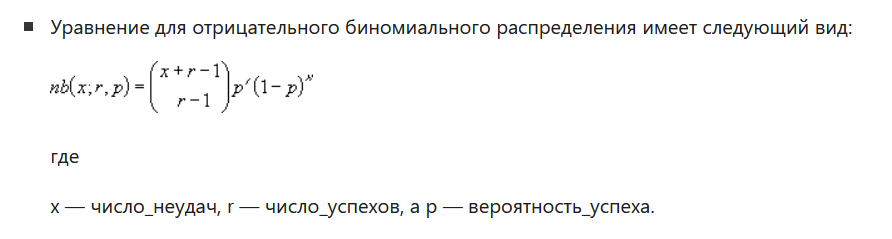 Уравнение для отрицательного биномиального распределения имеет следующий вид:
nb(x;r,p) = (x+r−1 / r−1) p^r (1−p)^x
где
x — число_неудач, r — число_успехов, а p — вероятность_успеха.